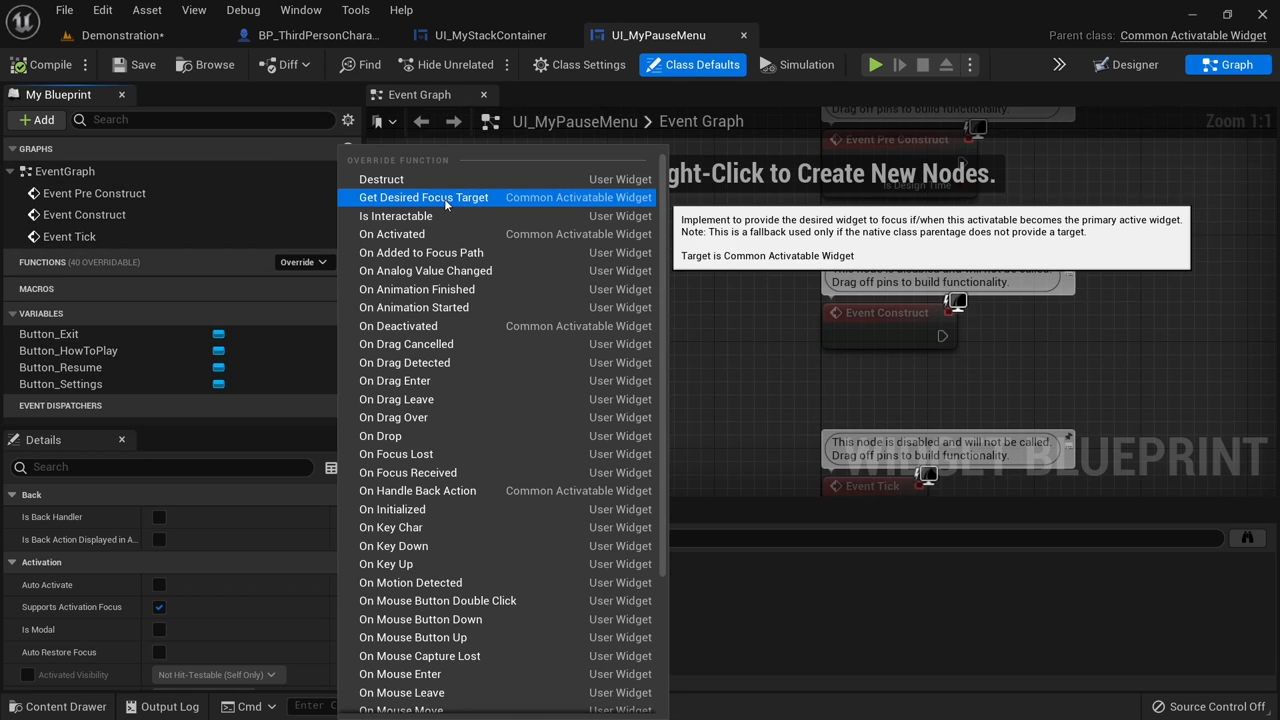 File Edit Asset View Debug Window Tools Help
Demonstration* BP_ThirdPersonChara... UI_MyStackContainer UI_MyPauseMenu Parent class: Common Activatable Widget
Compile Save Browse Diff Find Hide Unrelated Class Settings Class Defaults Simulation Designer Graph
My Blueprint Event Graph
Add Search UI_MyPauseMenu > Event Graph Zoom 1:1
Drag off pins to build functionality.
Event Pre Construct
Is Design Time
ght-Click to Create New Nodes.
GRAPHS
EventGraph
Event Pre Construct
Event Construct
Event Tick
FUNCTIONS (40 OVERRIDABLE) Override
MACROS
VARIABLES
Button_Exit
Button_HowToPlay
Button_Resume
Button_Settings
EVENT DISPATCHERS
Details
Search
Back
Is Back Handler
Is Back Action Displayed in A...
Activation
Auto Activate
Supports Activation Focus
Is Modal
Auto Restore Focus
Activated Visibility Not Hit-Testable (Self Only)
OVERRIDE FUNCTION
Destruct User Widget
Get Desired Focus Target Common Activatable Widget
Is Interactable User Widget
On Activated Common Activatable Widget
On Added to Focus Path User Widget
On Analog Value Changed User Widget
On Animation Finished User Widget
On Animation Started User Widget
On Deactivated Common Activatable Widget
On Drag Cancelled User Widget
On Drag Detected User Widget
On Drag Enter User Widget
On Drag Leave User Widget
On Drag Over User Widget
On Drop User Widget
On Focus Lost User Widget
On Focus Received User Widget
On Handle Back Action Common Activatable Widget
On Initialized User Widget
On Key Char User Widget
On Key Down User Widget
On Key Up User Widget
On Motion Detected User Widget
On Mouse Button Double Click User Widget
On Mouse Button Down User Widget
On Mouse Button Up User Widget
On Mouse Capture Lost User Widget
On Mouse Enter User Widget
On Mouse Leave User Widget
On Mouse Move User Widget
Implement to provide the desired widget to focus if/when this activatable becomes the primary active widget.
Note: This is a fallback used only if the native class parentage does not provide a target.
Target is Common Activatable Widget
Drag off pins to build functionality.
Event Construct
This node is disabled and will not be called.
Drag off pins to build functionality.
WIDGET BLUEPRINT
Event Tick
Content Drawer Output Log Cmd Enter Source Control Off